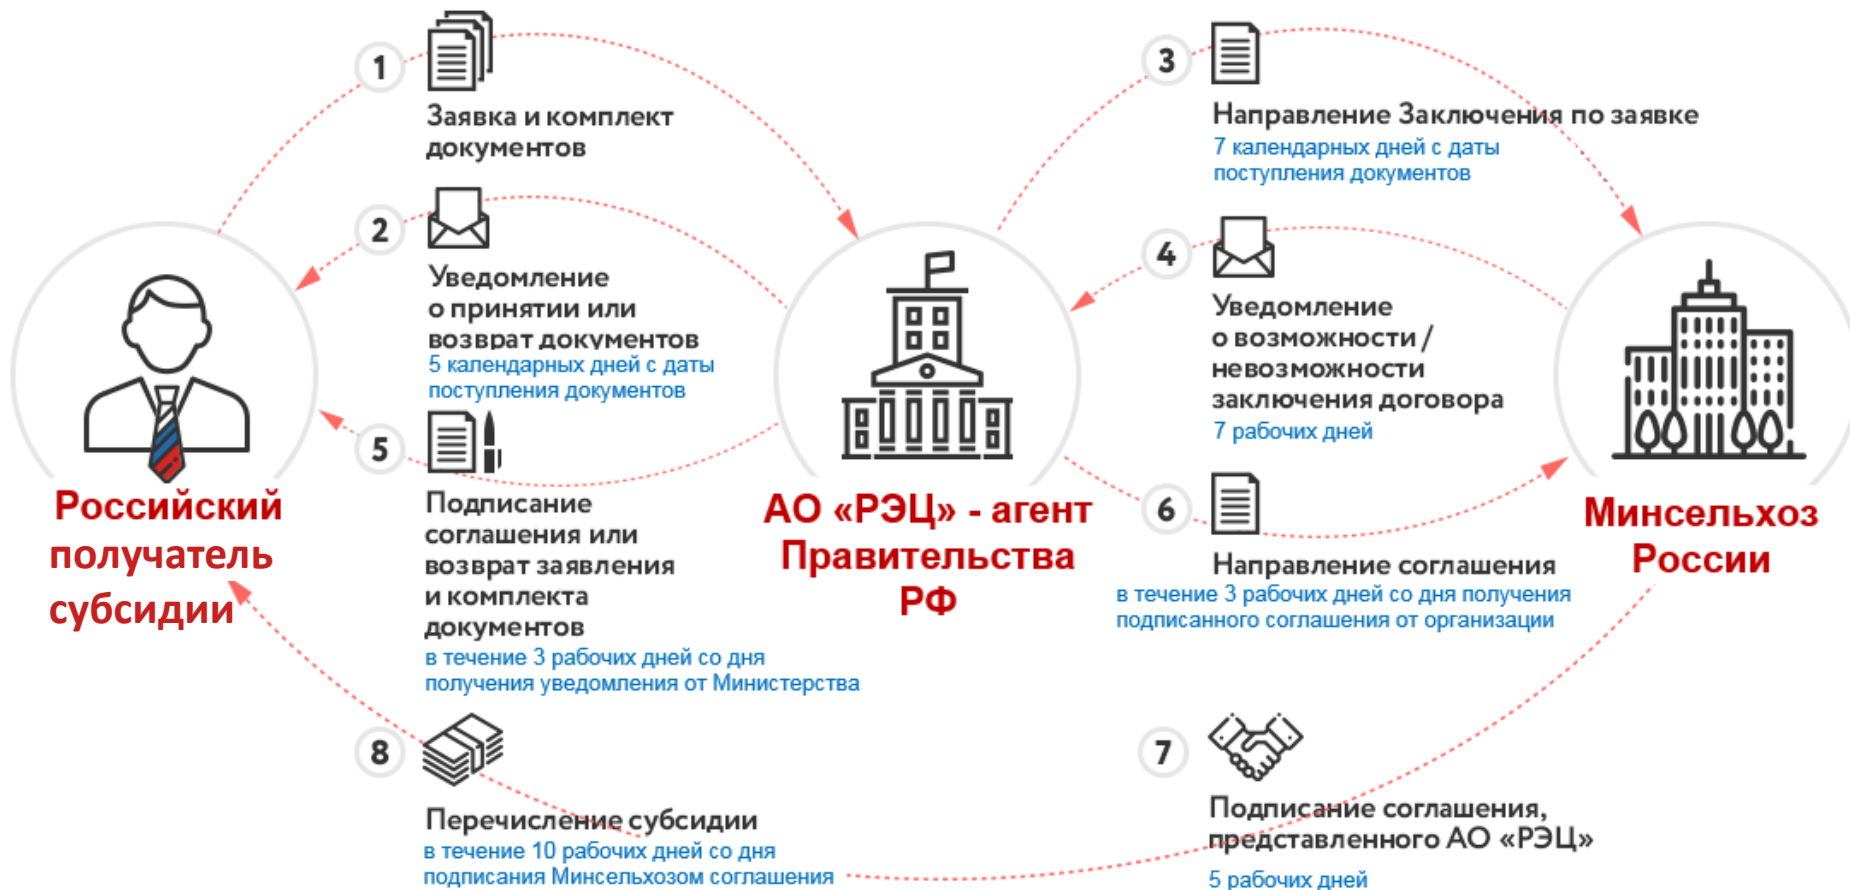 1
Заявка и комплект
документов
2
Уведомление
о принятии или
возврат документов
5 календарных дней с даты
поступления документов
3
Направление Заключения по заявке
7 календарных дней с даты
поступления документов
4
Уведомление
о возможности /
невозможности
заключения договора
7 рабочих дней
5
Подписание
соглашения или
возврат заявления
и комплекта
документов
в течение 3 рабочих дней со дня
получения уведомления от Министерства
6
Направление соглашения
в течение 3 рабочих дней со дня получения
подписанного соглашения от организации
Российский
получатель
субсидии
АО «РЭЦ» - агент
Правительства
РФ
Минсельхоз
России
8
Перечисление субсидии
в течение 10 рабочих дней со дня
подписания Минсельхозом соглашения
7
Подписание соглашения,
представленного АО «РЭЦ»
5 рабочих дней